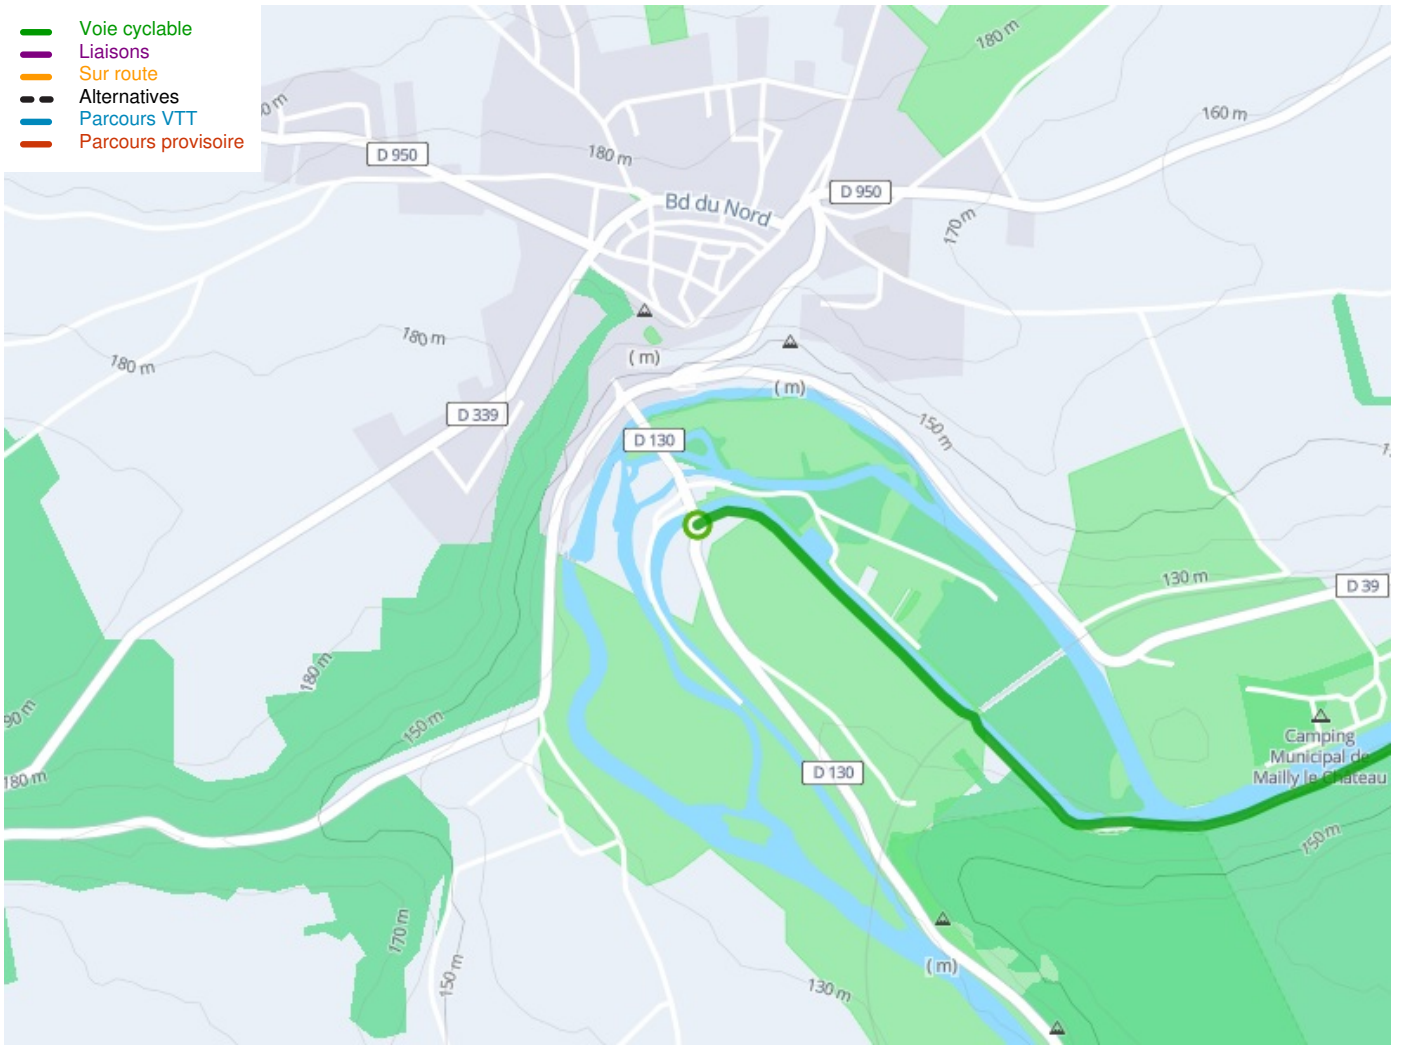 Voie cyclable
Liaisons
Sur route
Alternatives
Parcours VTT
Parcours provisoire
180 m
160 m
D 950
180 m
D 950
Bd du Nord
170 m
180 m
180 m
( m)
( m)
D 339
150 m
D 130
130 m
D 39
180 m
150 m
Camping
Municipal de
Mailly le Château
D 130
180 m
150 m
170 m
150 m
( m)
130 m